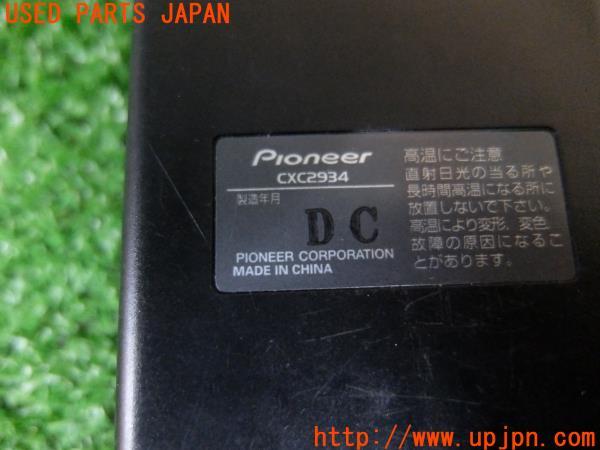 USED PARTS JAPAN
Pioneer
CXC2934
製造年月
DC
PIONEER CORPORATION
MADE IN CHINA
高温にご注意
直射日光の当る所や
長時間高温になる所に
放置しないで下さい。
高温により変形、変色、
故障の原因になるこ
とがあります。
http://www.upjpn.com/